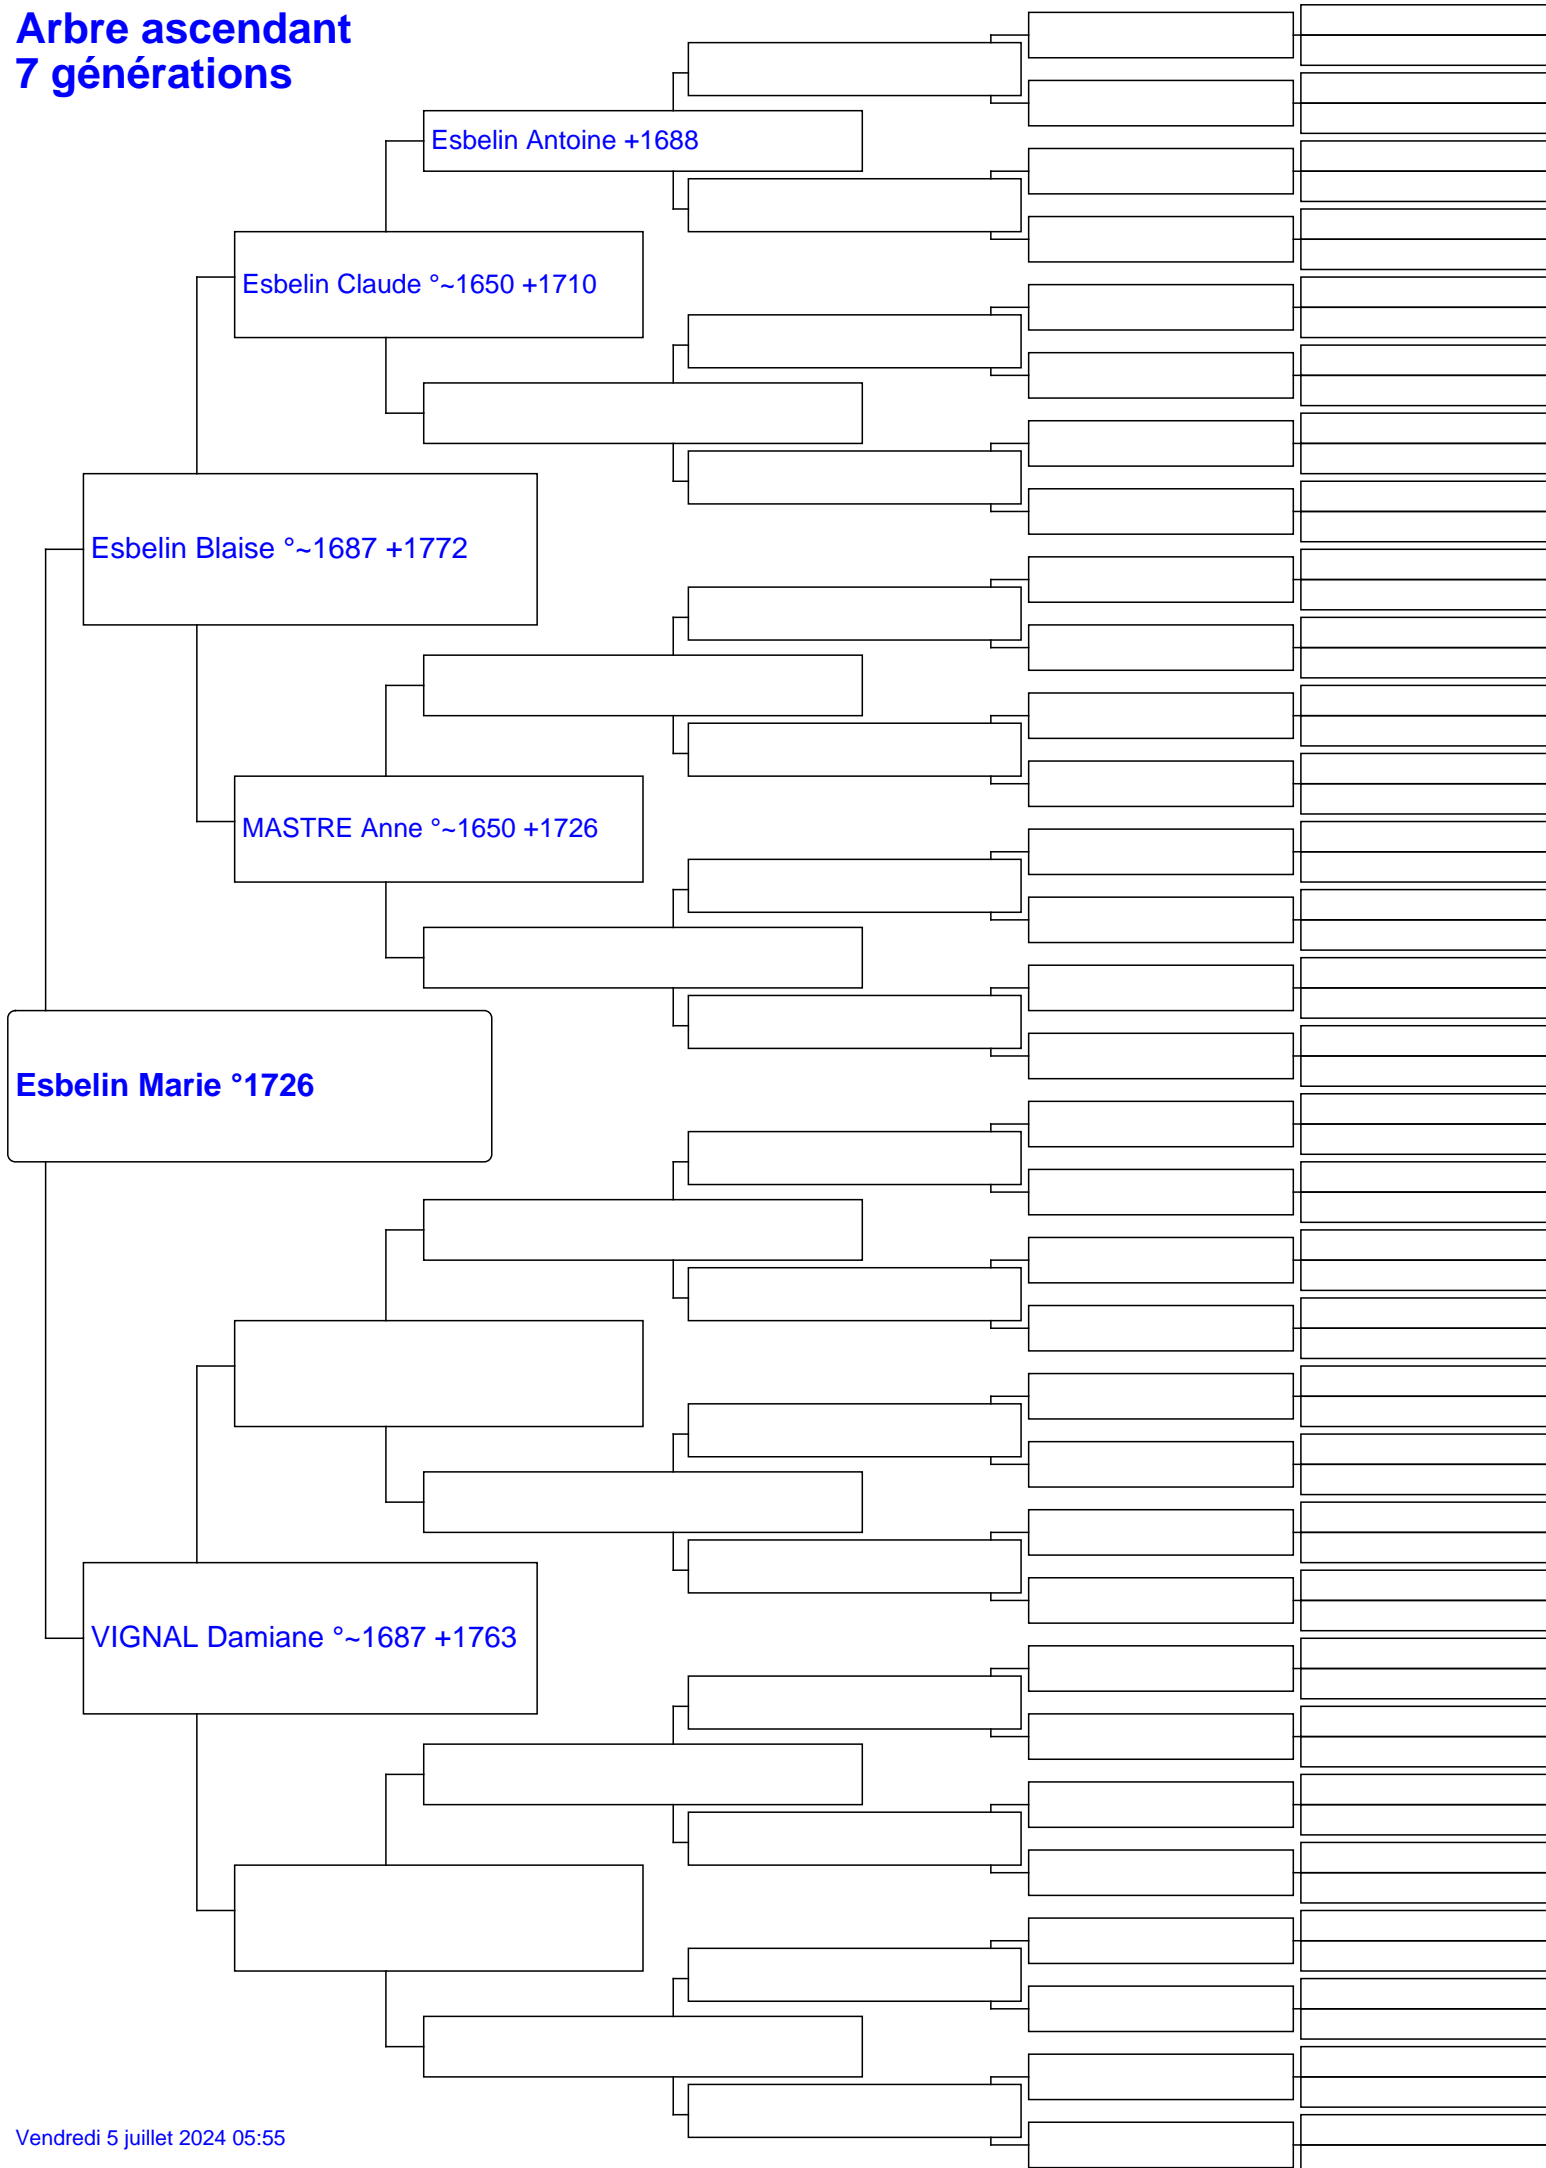 Arbre ascendant
7 générations
Esbelin Antoine +1688
Esbelin Claude °~1650 +1710
Esbelin Blaise °~1687 +1772
MASTRE Anne °~1650 +1726
Esbelin Marie °1726
VIGNAL Damiane °~1687 +1763
Vendredi 5 juillet 2024 05:55